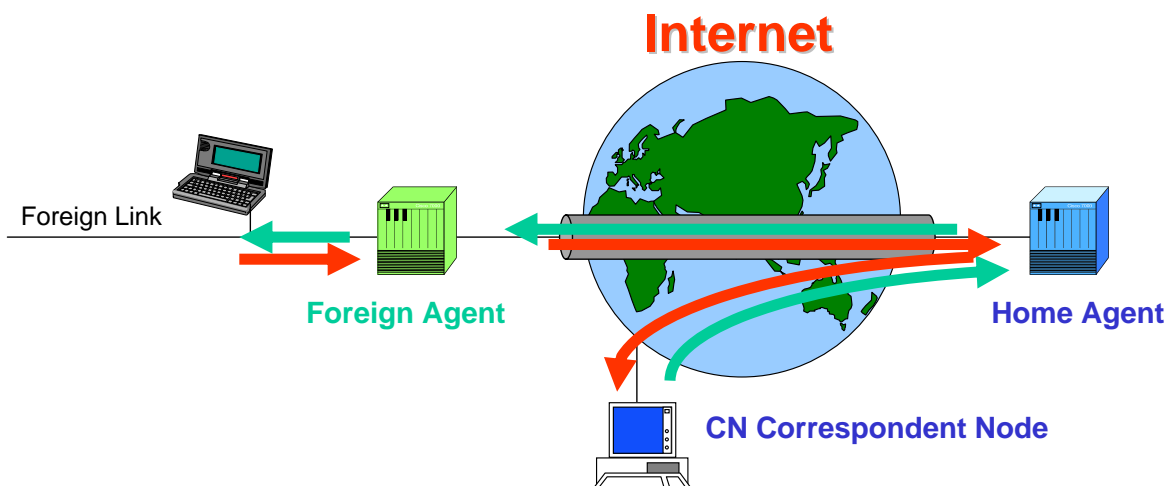 Internet
Foreign Link
Foreign Agent
Home Agent
CN Correspondent Node